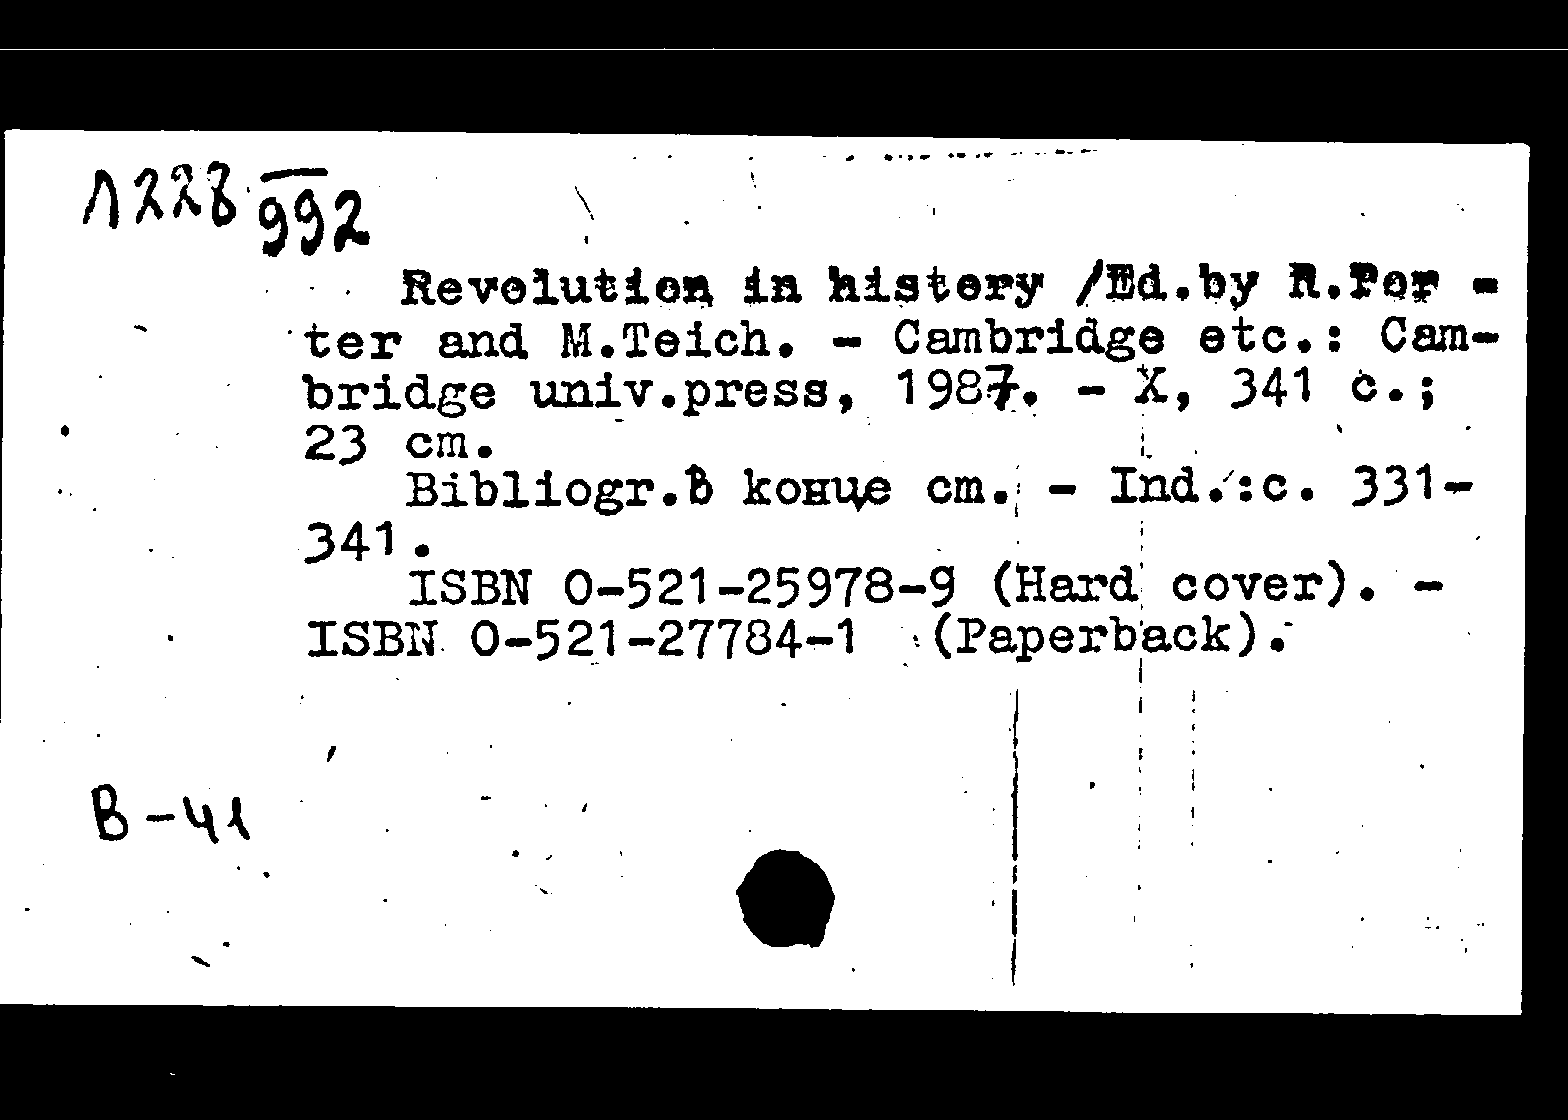 1228 992
Revolution in history /Ed.by R.Por -
ter and M.Teich. - Cambridge etc.: Cam-
bridge univ.press, 1987. - X, 341 c.;
23 cm.
Bibliogr.в конце ст. - Ind.:c. 331-
341.
ISBN 0-521-25978-9 (Hard cover). -
ISBN 0-521-27784-1 (Paperback).
B-41